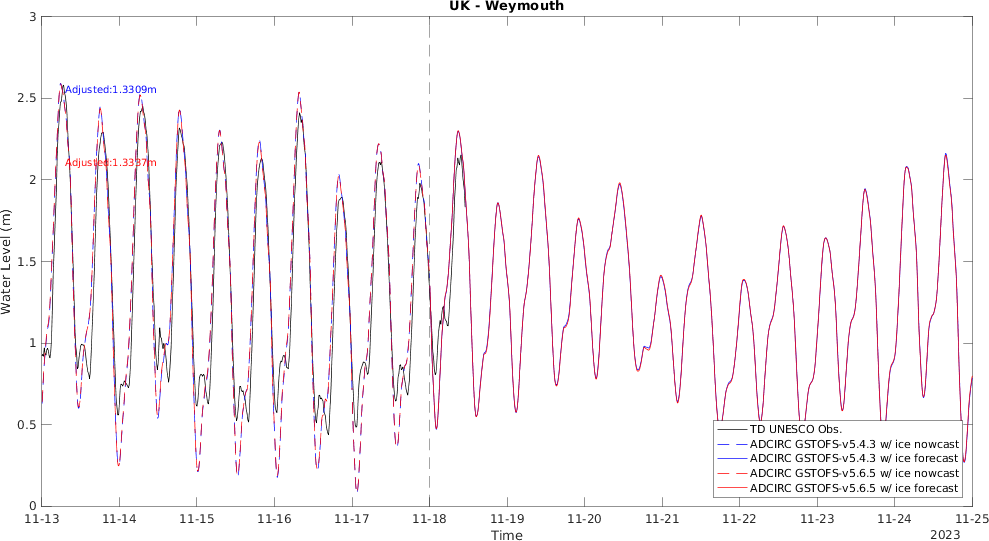 UK - Weymouth
3
2.5
2
1.5
1
0.5
0
Water Level (m)
Adjusted:1.3309m
Adjusted:1.3337m
TD UNESCO Obs.
ADCIRC GSTOFS-v5.4.3 w/ ice nowcast
ADCIRC GSTOFS-v5.4.3 w/ ice forecast
ADCIRC GSTOFS-v5.6.5 w/ ice nowcast
ADCIRC GSTOFS-v5.6.5 w/ ice forecast
11-13 11-14 11-15 11-16 11-17 11-18 11-19 11-20 11-21 11-22 11-23 11-24 11-25
Time
2023